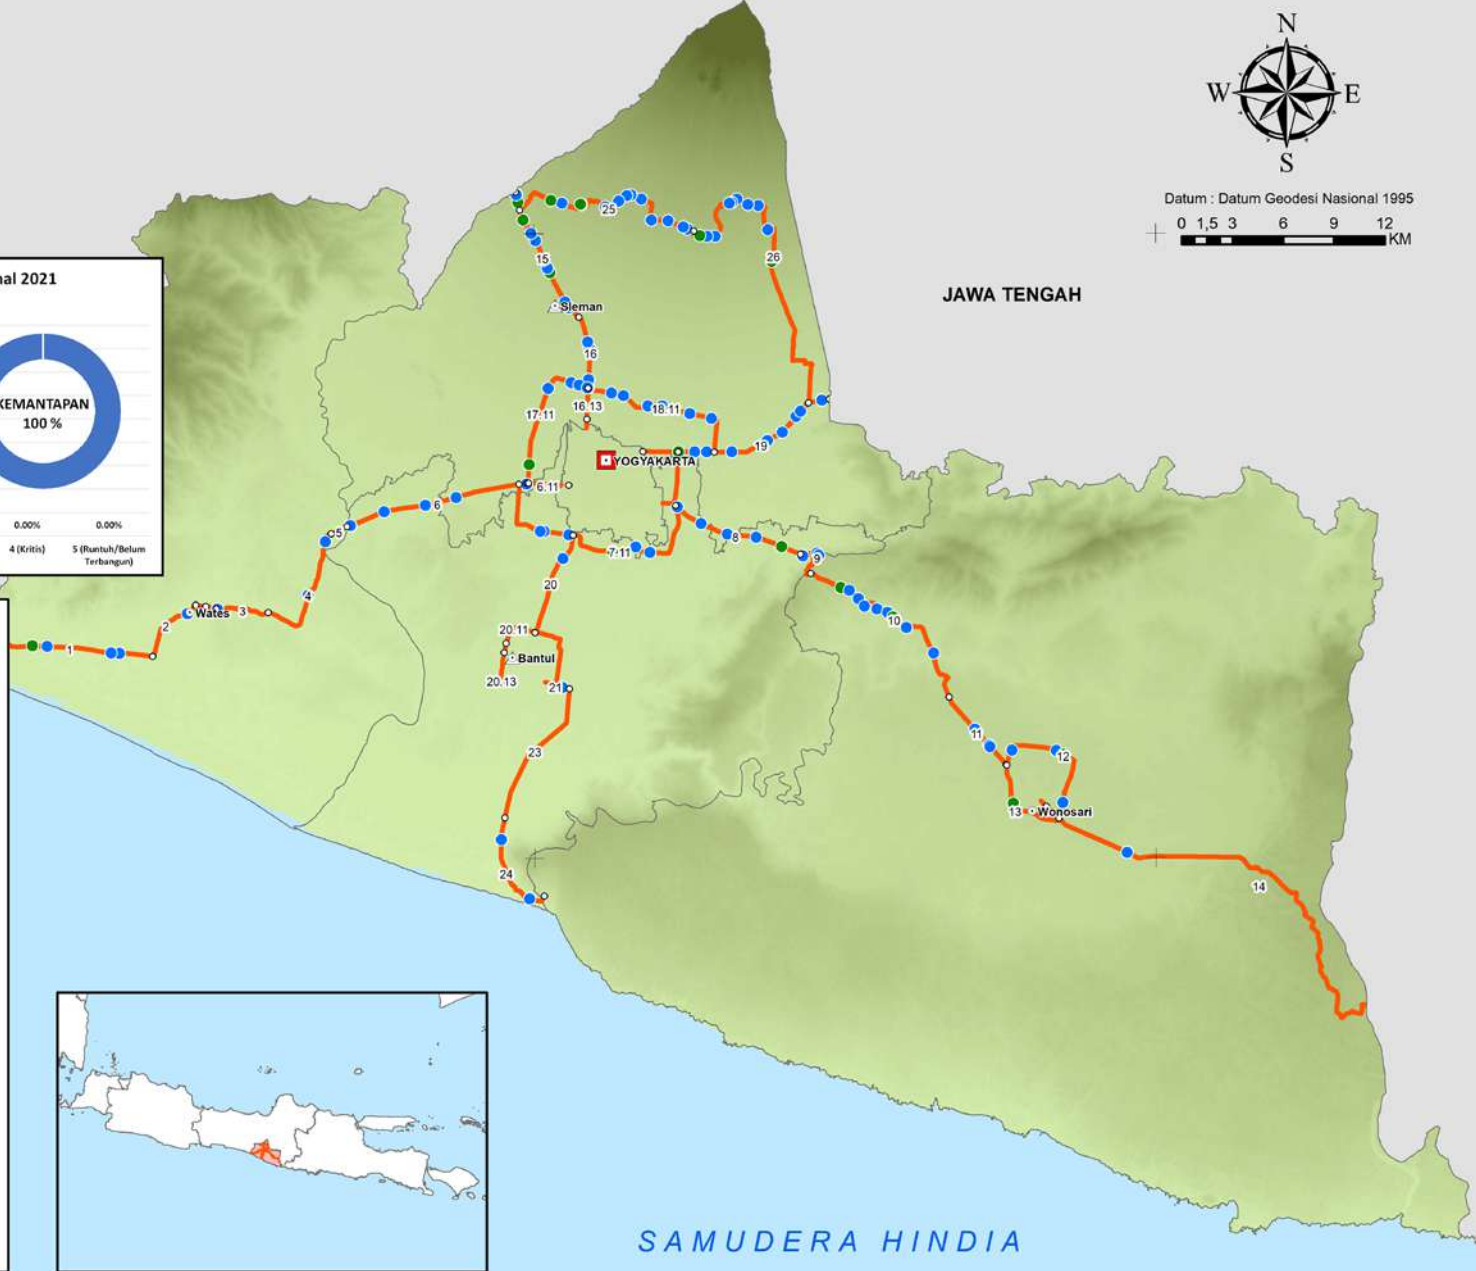 N
W
E
S
Datum : Datum Geodesi Nasional 1995
0 1,5 3 6 9 12
KM
JAWA TENGAH
nal 2021
KEMANTAPAN
100 %
0.00%
0.00%
4 (Kritis)
5 (Runtuh/Belum
Terbangun)
25
15
26
Sleman
16
17.11
16.13
18.11
19
YOGYAKARTA
6.11
6
5
8
7.11
9
20
4
3
Wates
2
1
10
20.11
Bantul
20.13
21
23
11
12
13
Wonosari
24
14
SAMUDERA HINDIA